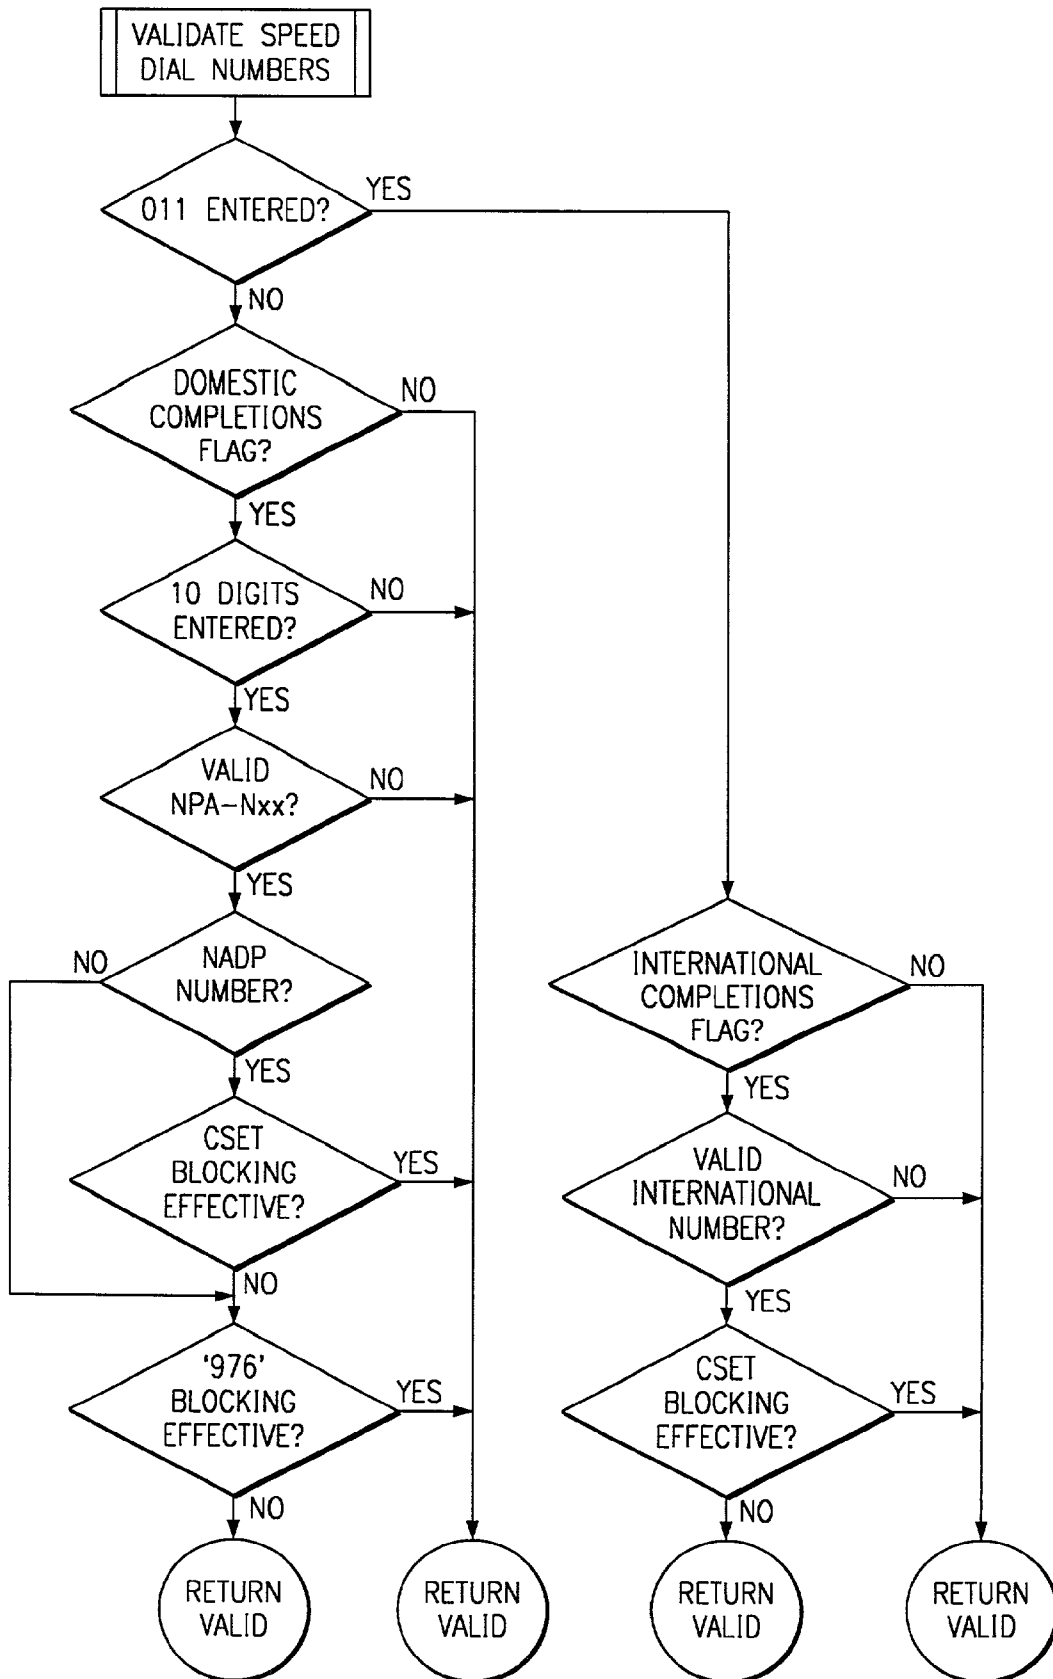 VALIDATE SPEED
DIAL NUMBERS
011 ENTERED?
YES
NO
DOMESTIC
COMPLETIONS
FLAG?
NO
YES
10 DIGITS
ENTERED?
NO
YES
VALID
NPA-Nxx?
NO
YES
NADP
NUMBER?
NO
YES
CSET
BLOCKING
EFFECTIVE?
YES
NO
'976'
BLOCKING
EFFECTIVE?
YES
NO
RETURN
VALID
RETURN
VALID
INTERNATIONAL
COMPLETIONS
FLAG?
NO
YES
VALID
INTERNATIONAL
NUMBER?
NO
YES
CSET
BLOCKING
EFFECTIVE?
YES
NO
RETURN
VALID
RETURN
VALID